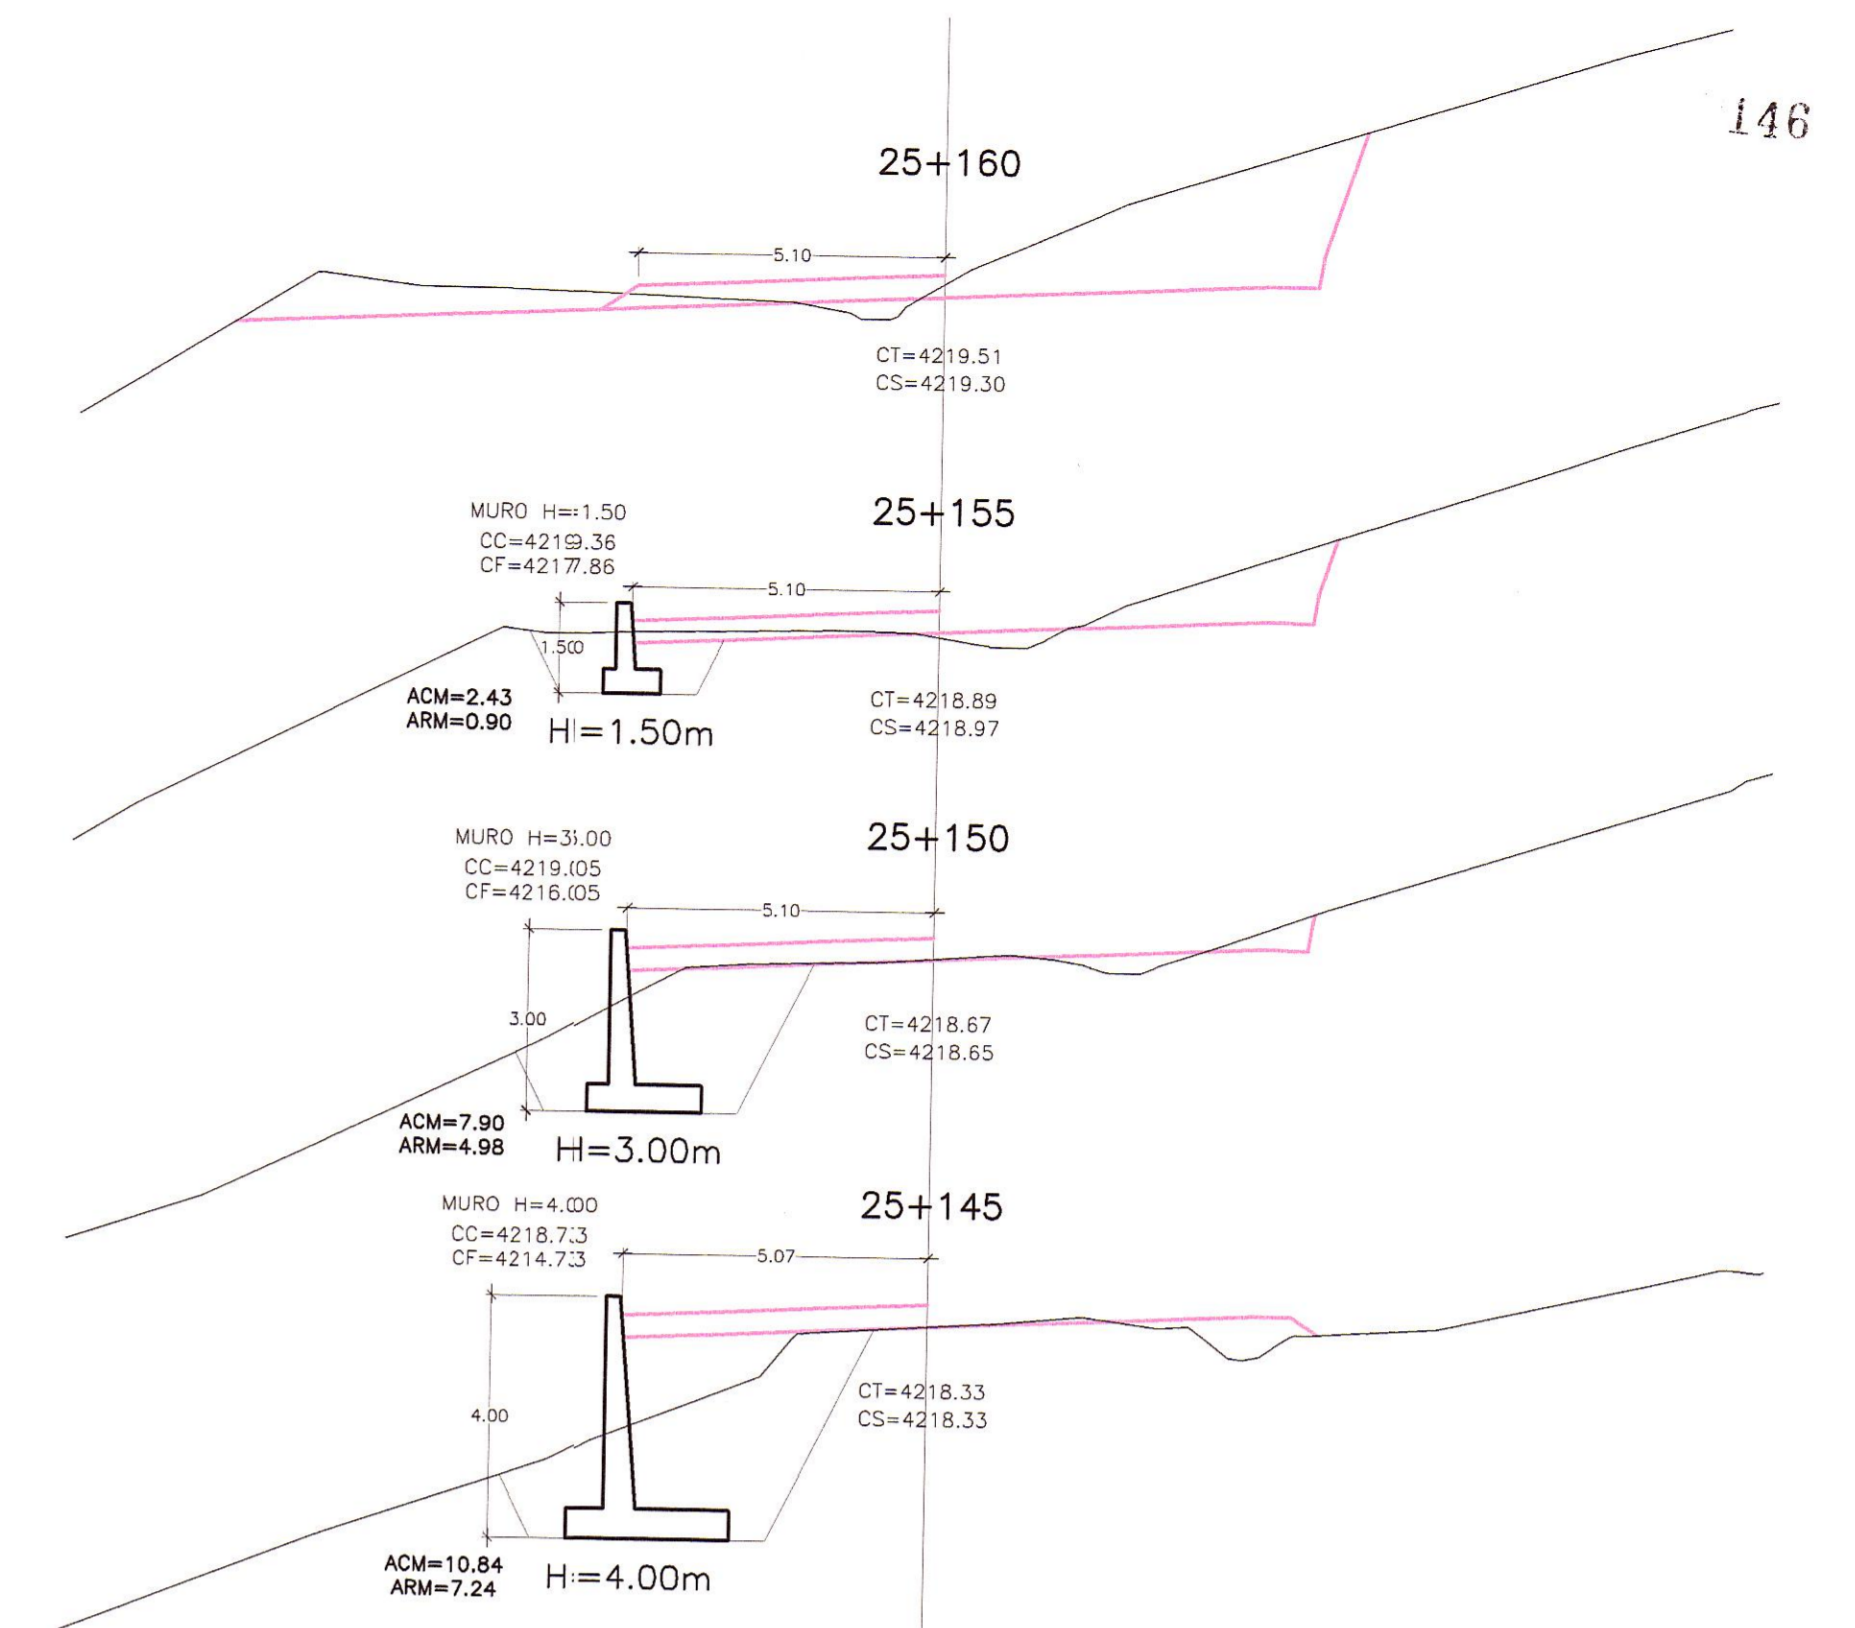 146
25+160
5.10
CT=4219.51
CS=4219.30
25+155
MURO H=1.50
CC=4219.36
CF=4217.86
5.10
1.50
ACM=2.43
ARM=0.90
H=1.50m
CT=4218.89
CS=4218.97
25+150
MURO H=3.00
CC=4219.05
CF=4216.05
5.10
3.00
ACM=7.90
ARM=4.98
H=3.00m
CT=4218.67
CS=4218.65
25+145
MURO H=4.00
CC=4218.73
CF=4214.73
5.07
4.00
ACM=10.84
ARM=7.24
H=4.00m
CT=4218.33
CS=4218.33